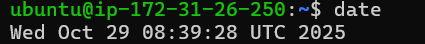 ubuntu@ip-172-31-26-250:~$ date
Wed Oct 29 08:39:28 UTC 2025